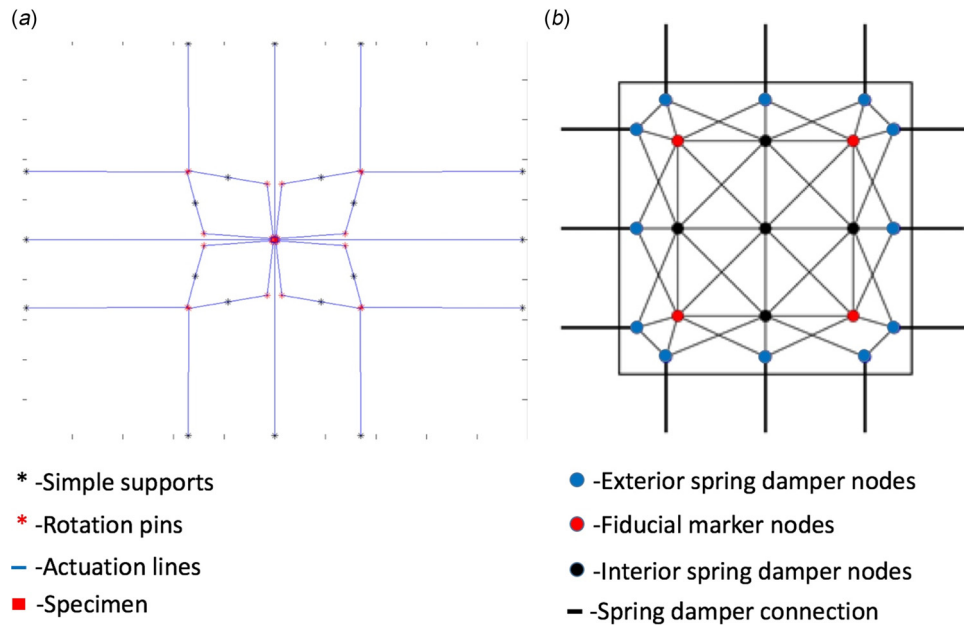 (a)
(b)
* -Simple supports
* -Rotation pins
-Actuation lines
-Specimen
-Exterior spring damper nodes
-Fiducial marker nodes
-Interior spring damper nodes
-Spring damper connection